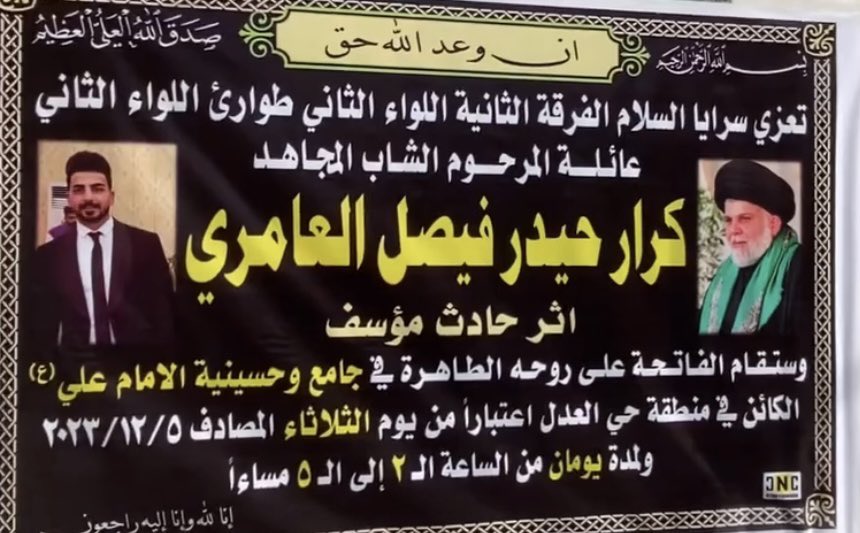 بسم الله الرحمن الرحيم
ان وعد الله حق
صدق الله العلي العظيم
تعزي سرايا السلام الفرقة الثانية اللواء الثاني طوارئ اللواء الثاني
عائلة المرحوم الشاب المجاهد
كرار حيدر فيصل العامري
اثر حادث مؤسف
وستقام الفاتحة على روحه الطاهرة في جامع وحسينية الامام علي (ع)
الكائن في منطقة حي العدل اعتباراً من يوم الثلاثاء المصادف ٢٠٢٣/١٢/٥
ولمدة يومان من الساعة الـ ٢ إلى الـ ٥ مساءاً
إنا لله وإنا إليه راجعون
JNC